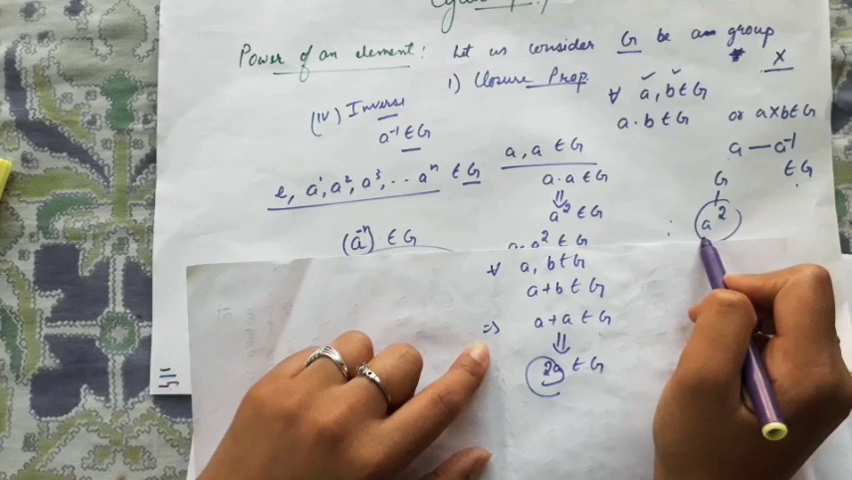 Power of an element: Let us consider G be a group
X
1) Closure Prop.
∀ a, b ∈ G
a.b ∈ G or a×b ∈ G
(IV) Inverse
a⁻¹ ∈ G
a, a ∈ G
a.a ∈ G
⇓
a² ∈ G
a.a² ∈ G
e, a¹, a², a³, .. aⁿ ∈ G
(a⁻ⁿ) ∈ G
a — a⁻¹
∈ G
G
a²
∀ a, b ∈ G
a+b ∈ G
⇒ a+a ∈ G
⇓
2a ∈ G